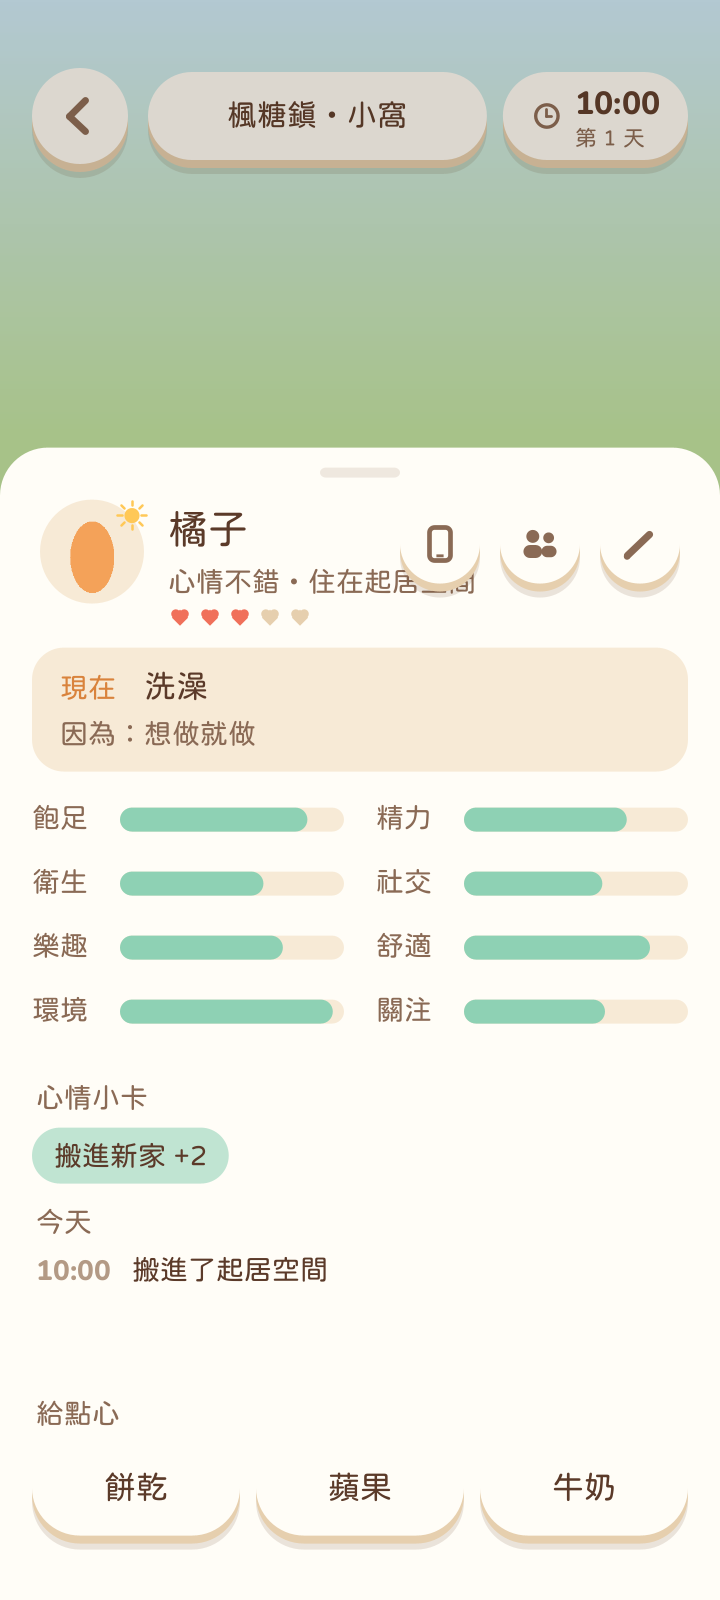 楓糖鎮・小窩
10:00
第 1 天
橘子
心情不錯・住在起居空間
現在 洗澡
因為：想做就做
飽足
精力
衛生
社交
樂趣
舒適
環境
關注
心情小卡
搬進新家 +2
今天
10:00 搬進了起居空間
給點心
餅乾
蘋果
牛奶